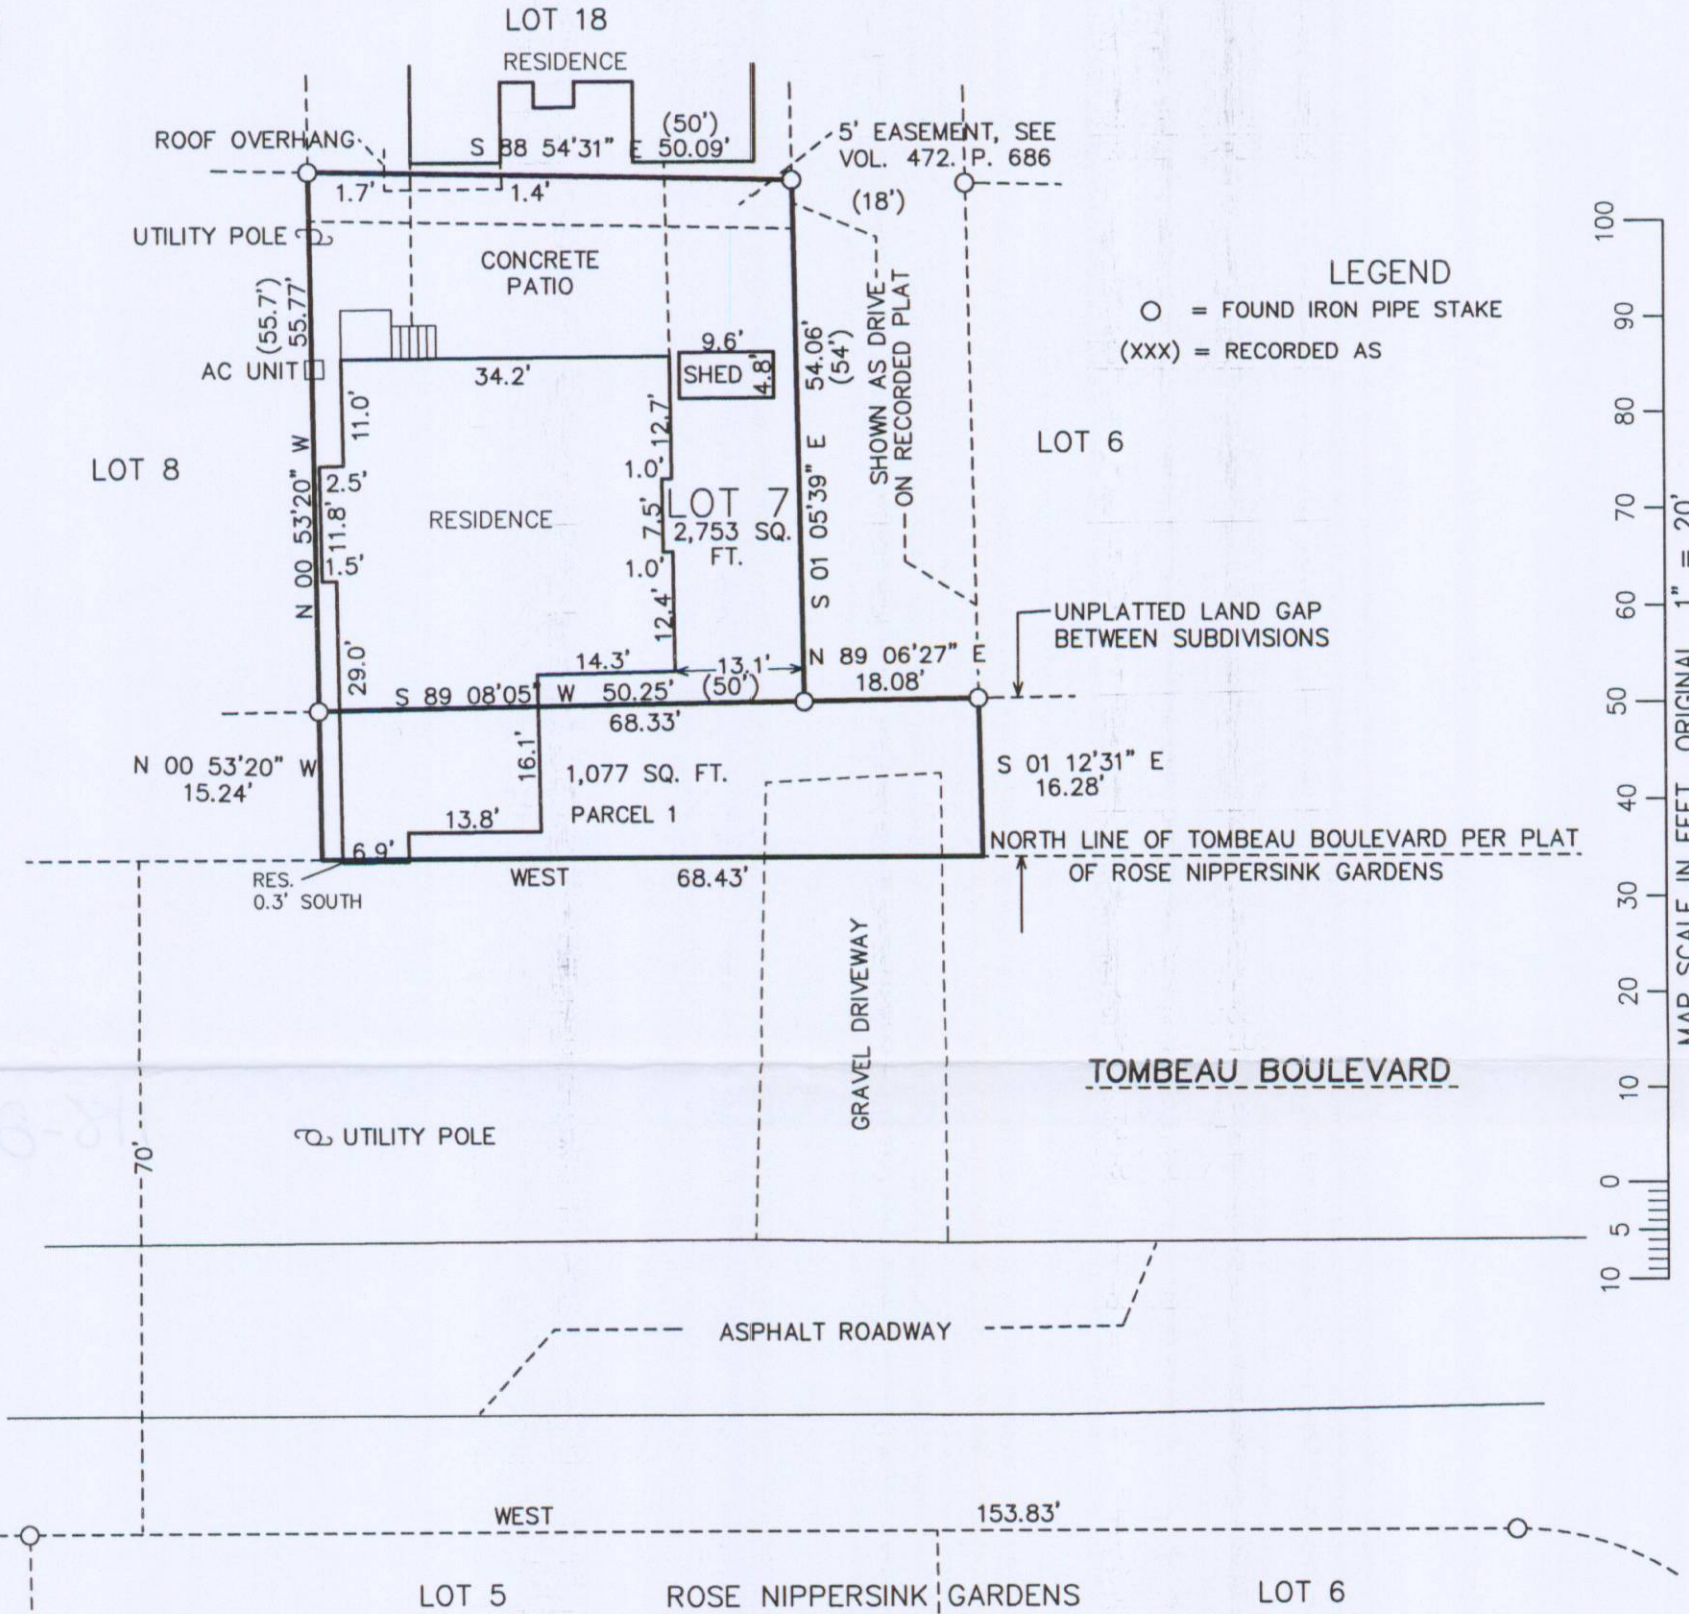 LOT 18
RESIDENCE
ROOF OVERHANG
(50')
S 88 54'31" E 50.09'
5' EASEMENT, SEE
VOL. 472. P. 686
1.7'
1.4'
(18')
UTILITY POLE
CONCRETE
PATIO
(55.7')
55.77'
AC UNIT
34.2'
9.6'
SHED
4.8'
54.06'
(54')
SHOWN AS DRIVE
ON RECORDED PLAT
LEGEND
= FOUND IRON PIPE STAKE
(XXX) = RECORDED AS
LOT 8
N 00 53'20" W
11.0'
2.5'
11.8'
1.5'
29.0'
RESIDENCE
12.7'
1.0'
7.5'
1.0'
12.4'
LOT 7
2,753 SQ.
FT.
S 01 05'39" E
LOT 6
UNPLATTED LAND GAP
BETWEEN SUBDIVISIONS
14.3'
13.1'
N 89 06'27" E
18.08'
S 89 08'05" W 50.25'
(50')
68.33'
N 00 53'20" W
15.24'
16.1'
1,077 SQ. FT.
PARCEL 1
S 01 12'31" E
16.28'
13.8'
6.9'
RES.
0.3' SOUTH
WEST 68.43'
NORTH LINE OF TOMBEAU BOULEVARD PER PLAT
OF ROSE NIPPERSINK GARDENS
GRAVEL DRIVEWAY
TOMBEAU BOULEVARD
70'
UTILITY POLE
ASPHALT ROADWAY
WEST 153.83'
LOT 5
ROSE NIPPERSINK GARDENS
LOT 6
100
90
80
70
60
50
40
30
20
10
0
5
10
MAP SCALE IN FEET ORIGINAL 1" = 20'